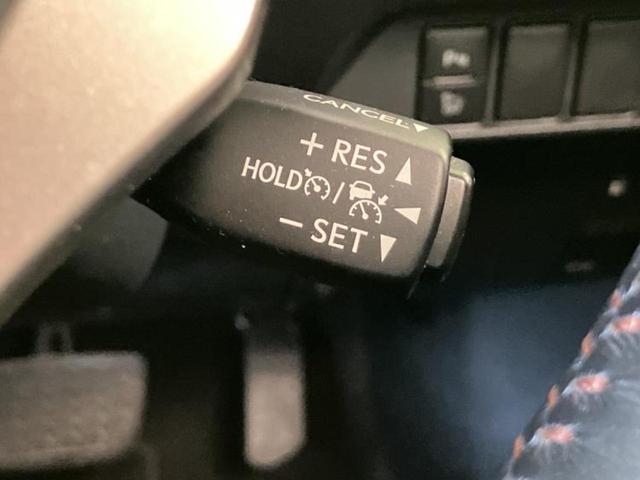 CANCEL
+ RES
HOLD /
– SET
P